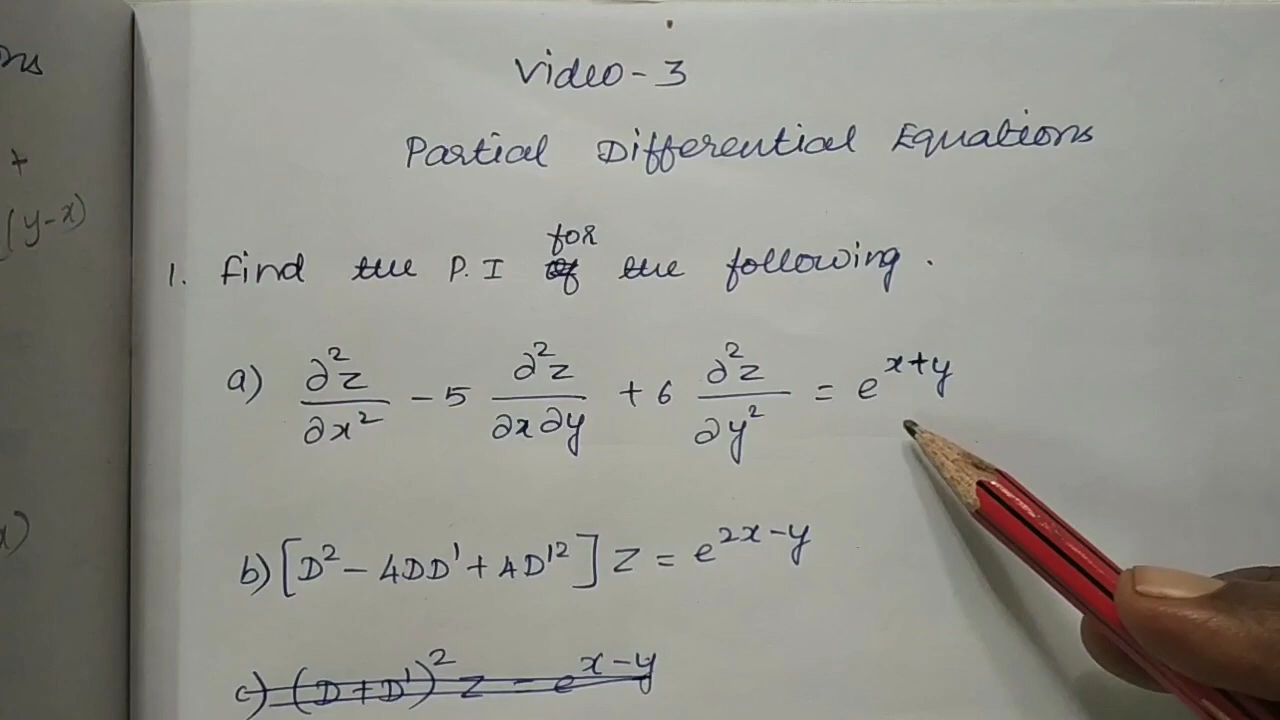 Video - 3
Partial Differential Equations
1. Find the P.I for the following.
a) ∂²z/∂x² - 5 ∂²z/∂x∂y + 6 ∂²z/∂y² = e^{x+y}
b) [D² - 4DD' + 4D'²] z = e^{2x-y}
c) (D+D')² z = e^{x-y}
ns
+
(y-x)
x)